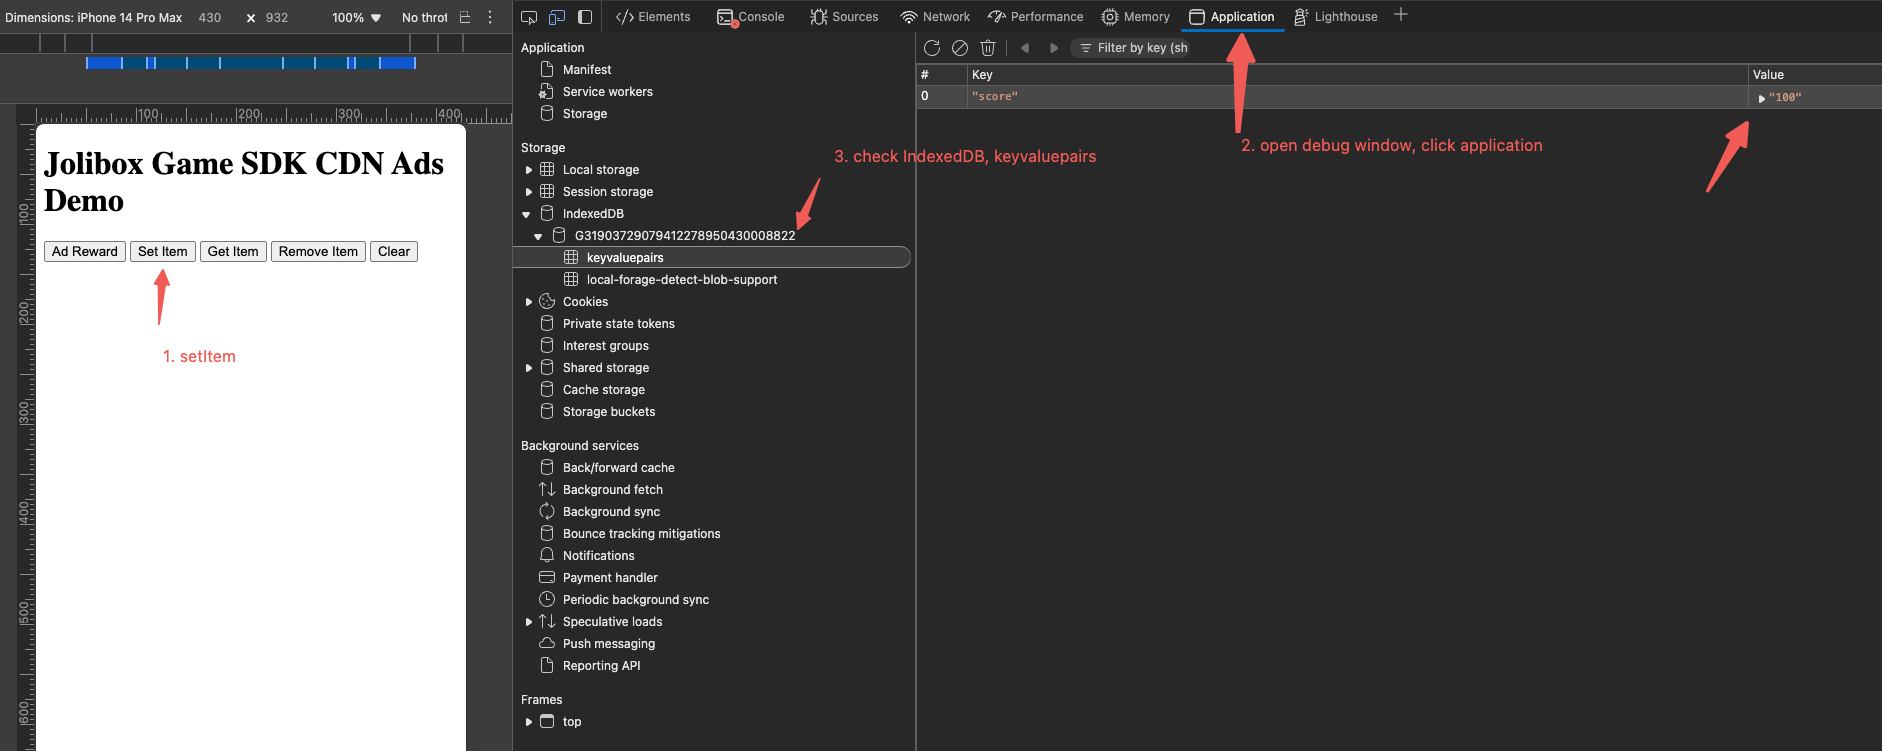 Dimensions: iPhone 14 Pro Max 430 × 932 100% ▼ No throt
100 200 300 400
100
200
300
400
500
600
Jolibox Game SDK CDN Ads
Demo
Ad Reward Set Item Get Item Remove Item Clear
1. setItem
Elements Console Sources Network Performance Memory Application Lighthouse
Application
Manifest
Service workers
Storage
Storage
Local storage
Session storage
IndexedDB
G31903729079412278950430008822
keyvaluepairs
local-forage-detect-blob-support
Cookies
Private state tokens
Interest groups
Shared storage
Cache storage
Storage buckets
Background services
Back/forward cache
Background fetch
Background sync
Bounce tracking mitigations
Notifications
Payment handler
Periodic background sync
Speculative loads
Push messaging
Reporting API
Frames
top
3. check IndexedDB, keyvaluepairs
Filter by key (sh
# Key Value
0 "score" "100"
2. open debug window, click application